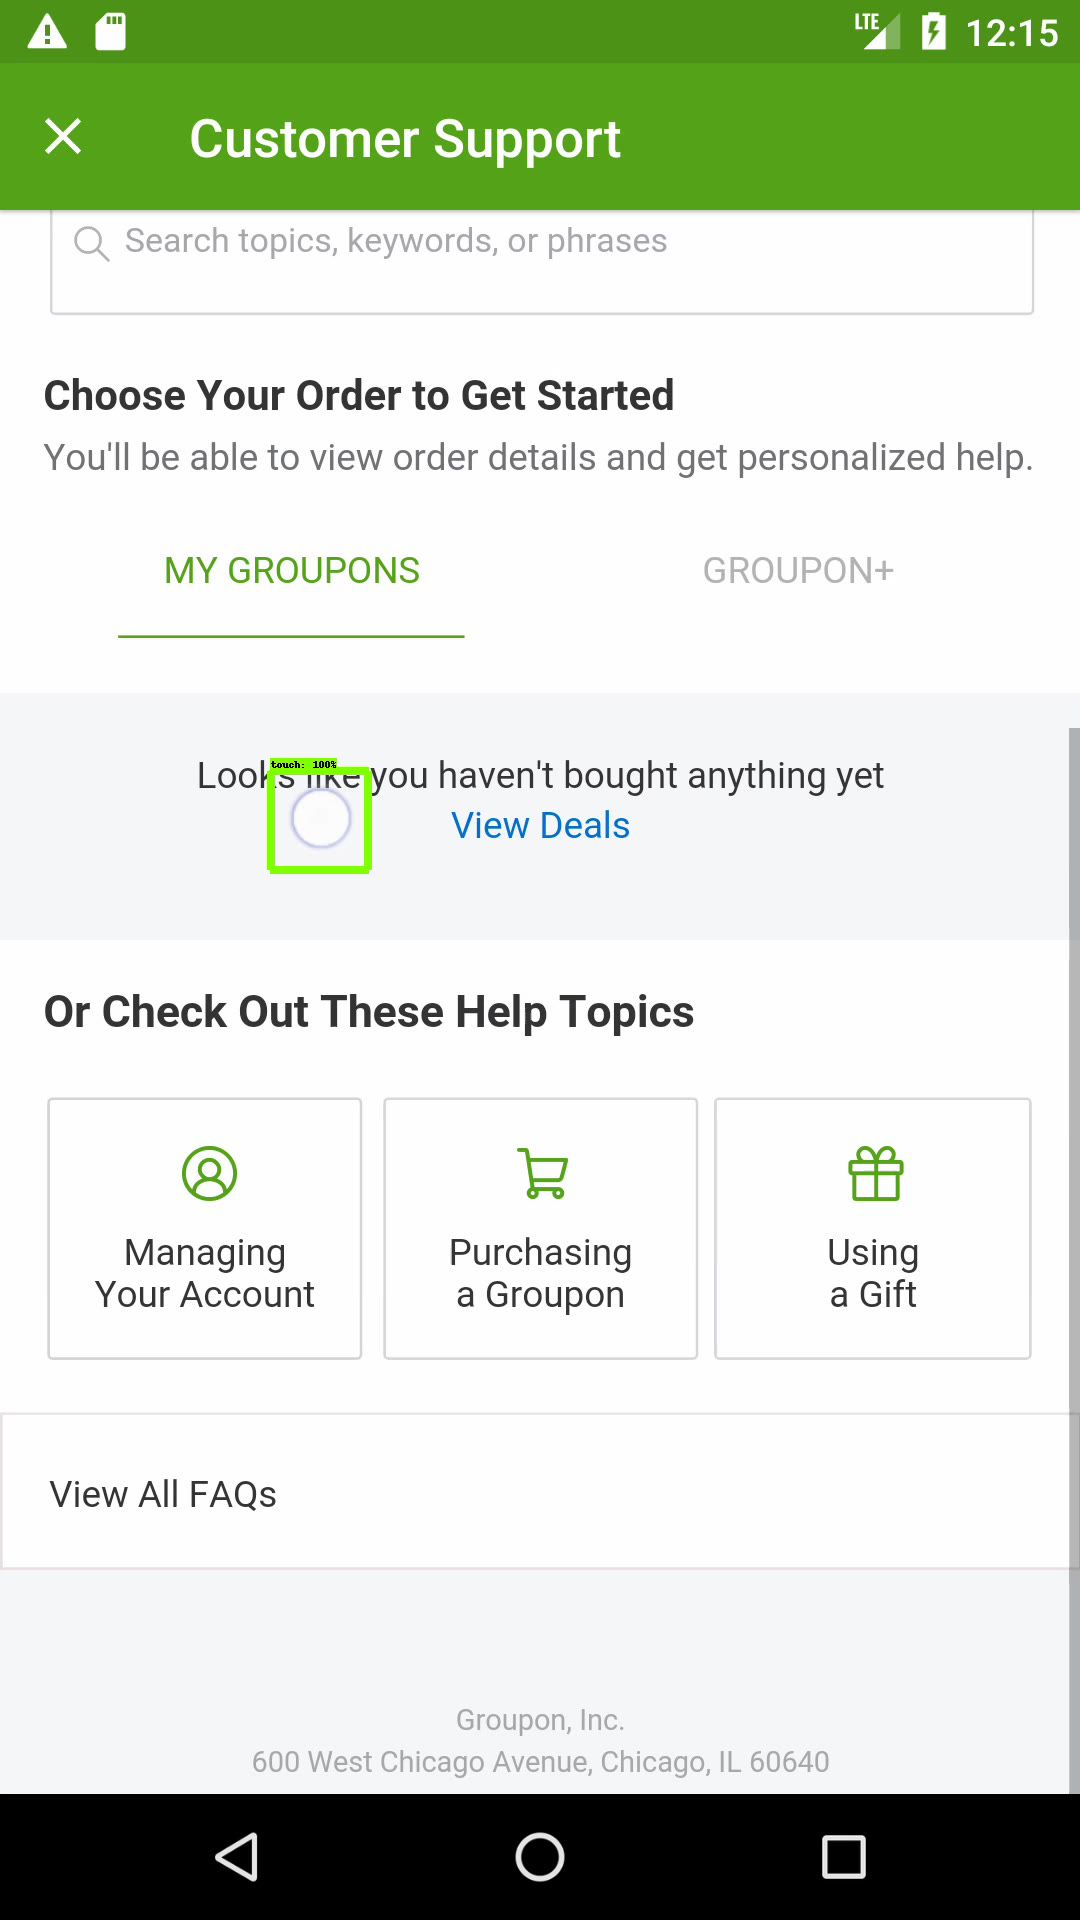 LTE 12:15
Customer Support
Search topics, keywords, or phrases
Choose Your Order to Get Started
You'll be able to view order details and get personalized help.
MY GROUPONS GROUPON+
touch: 100%
Looks like you haven't bought anything yet
View Deals
Or Check Out These Help Topics
Managing
Your Account
Purchasing
a Groupon
Using
a Gift
View All FAQs
Groupon, Inc.
600 West Chicago Avenue, Chicago, IL 60640